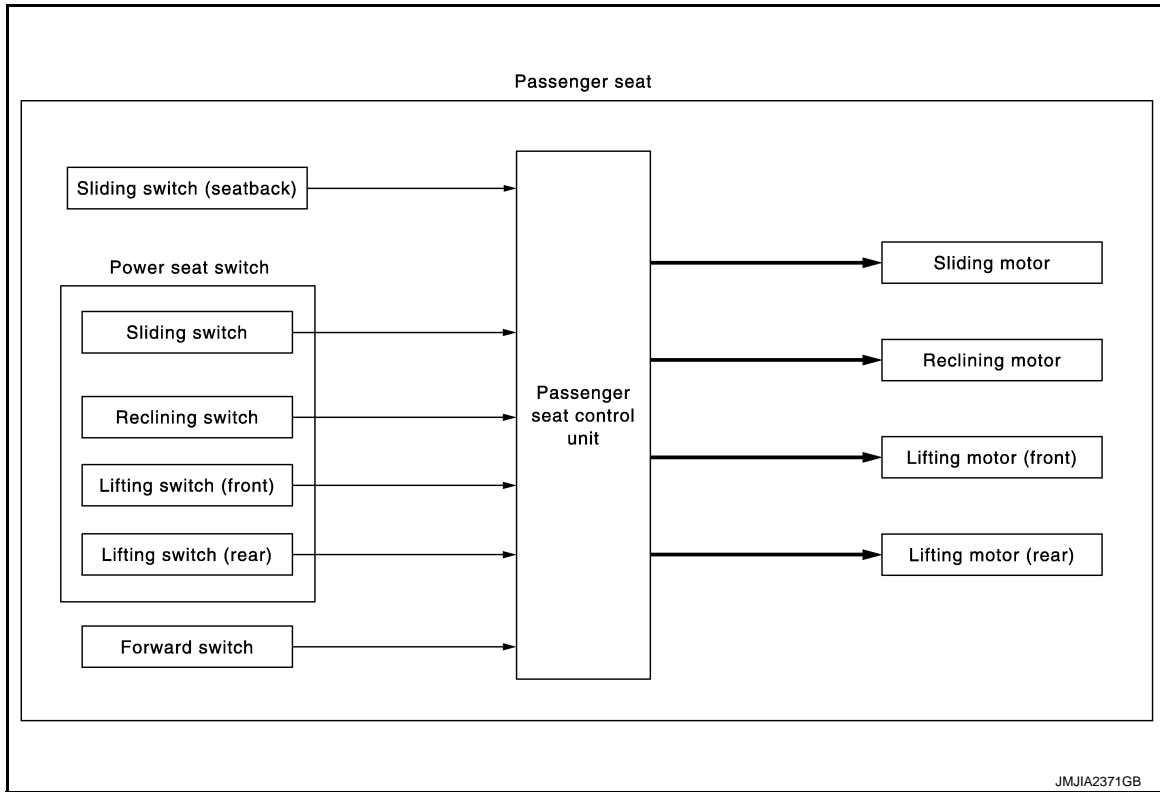 Passenger seat
Sliding switch (seatback)
Power seat switch
Sliding switch
Reclining switch
Lifting switch (front)
Lifting switch (rear)
Forward switch
Passenger
seat control
unit
Sliding motor
Reclining motor
Lifting motor (front)
Lifting motor (rear)
JMJIA2371GB